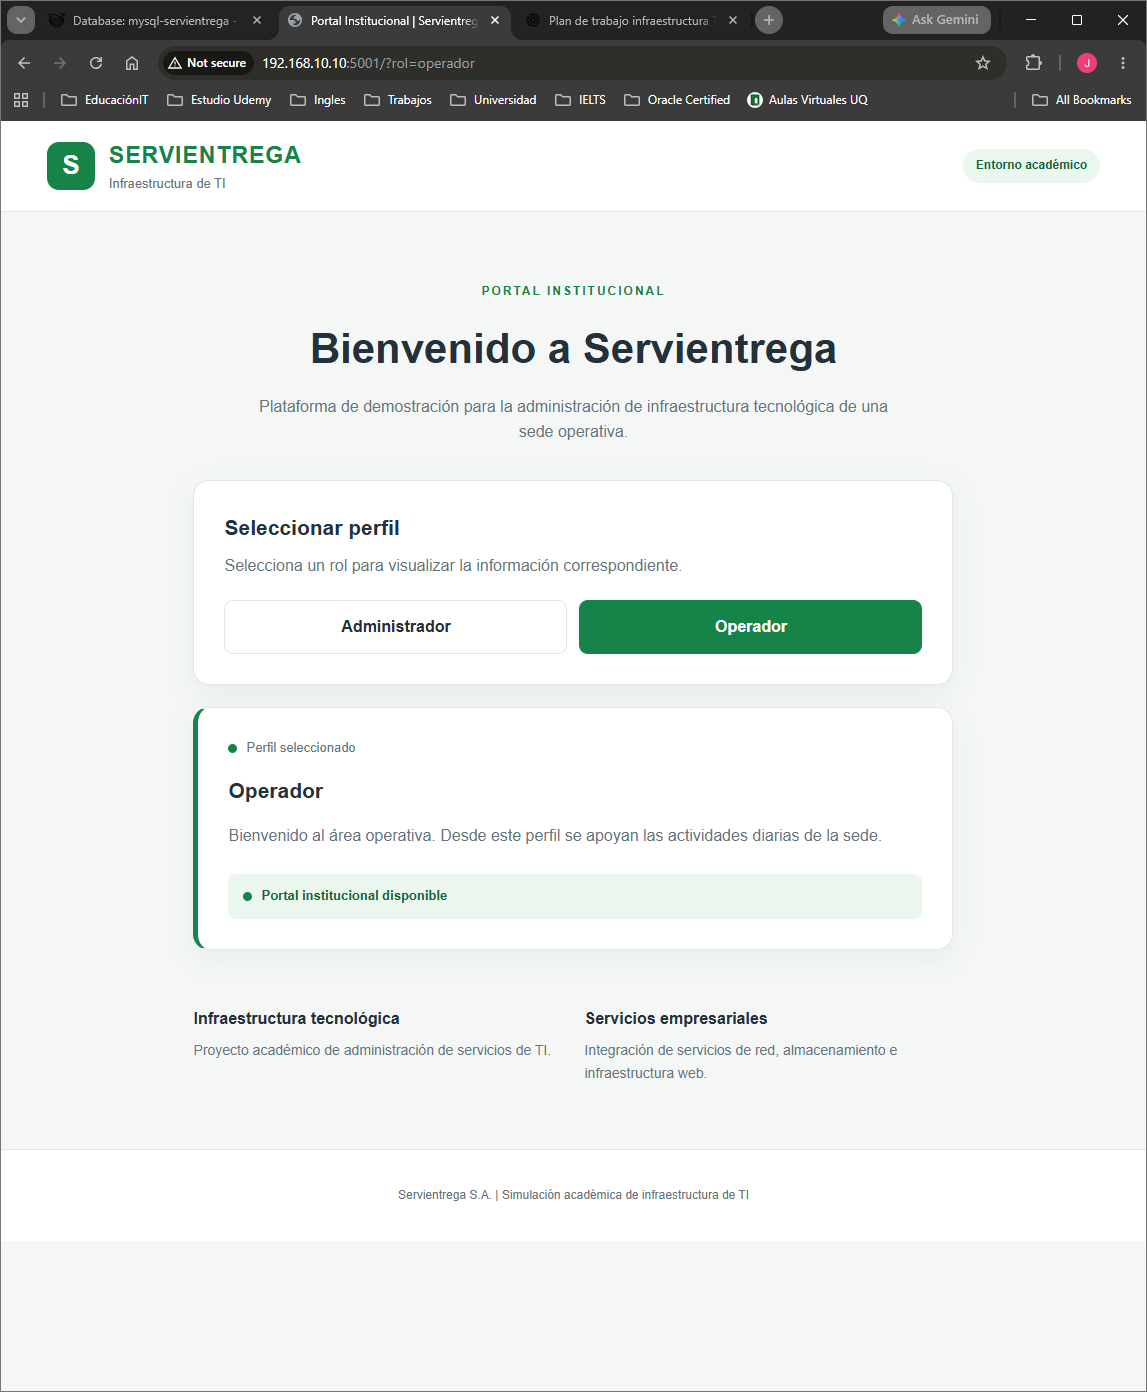 Database: mysql-servientrega -
Portal Institucional | Servientreg
Plan de trabajo infraestructura
Ask Gemini
Not secure
192.168.10.10:5001/?rol=operador
J
EducaciónIT
Estudio Udemy
Ingles
Trabajos
Universidad
IELTS
Oracle Certified
Aulas Virtuales UQ
All Bookmarks
S
SERVIENTREGA
Infraestructura de TI
Entorno académico
PORTAL INSTITUCIONAL
Bienvenido a Servientrega
Plataforma de demostración para la administración de infraestructura tecnológica de una
sede operativa.
Seleccionar perfil
Selecciona un rol para visualizar la información correspondiente.
Administrador
Operador
Perfil seleccionado
Operador
Bienvenido al área operativa. Desde este perfil se apoyan las actividades diarias de la sede.
Portal institucional disponible
Infraestructura tecnológica
Proyecto académico de administración de servicios de TI.
Servicios empresariales
Integración de servicios de red, almacenamiento e
infraestructura web.
Servientrega S.A. | Simulación académica de infraestructura de TI